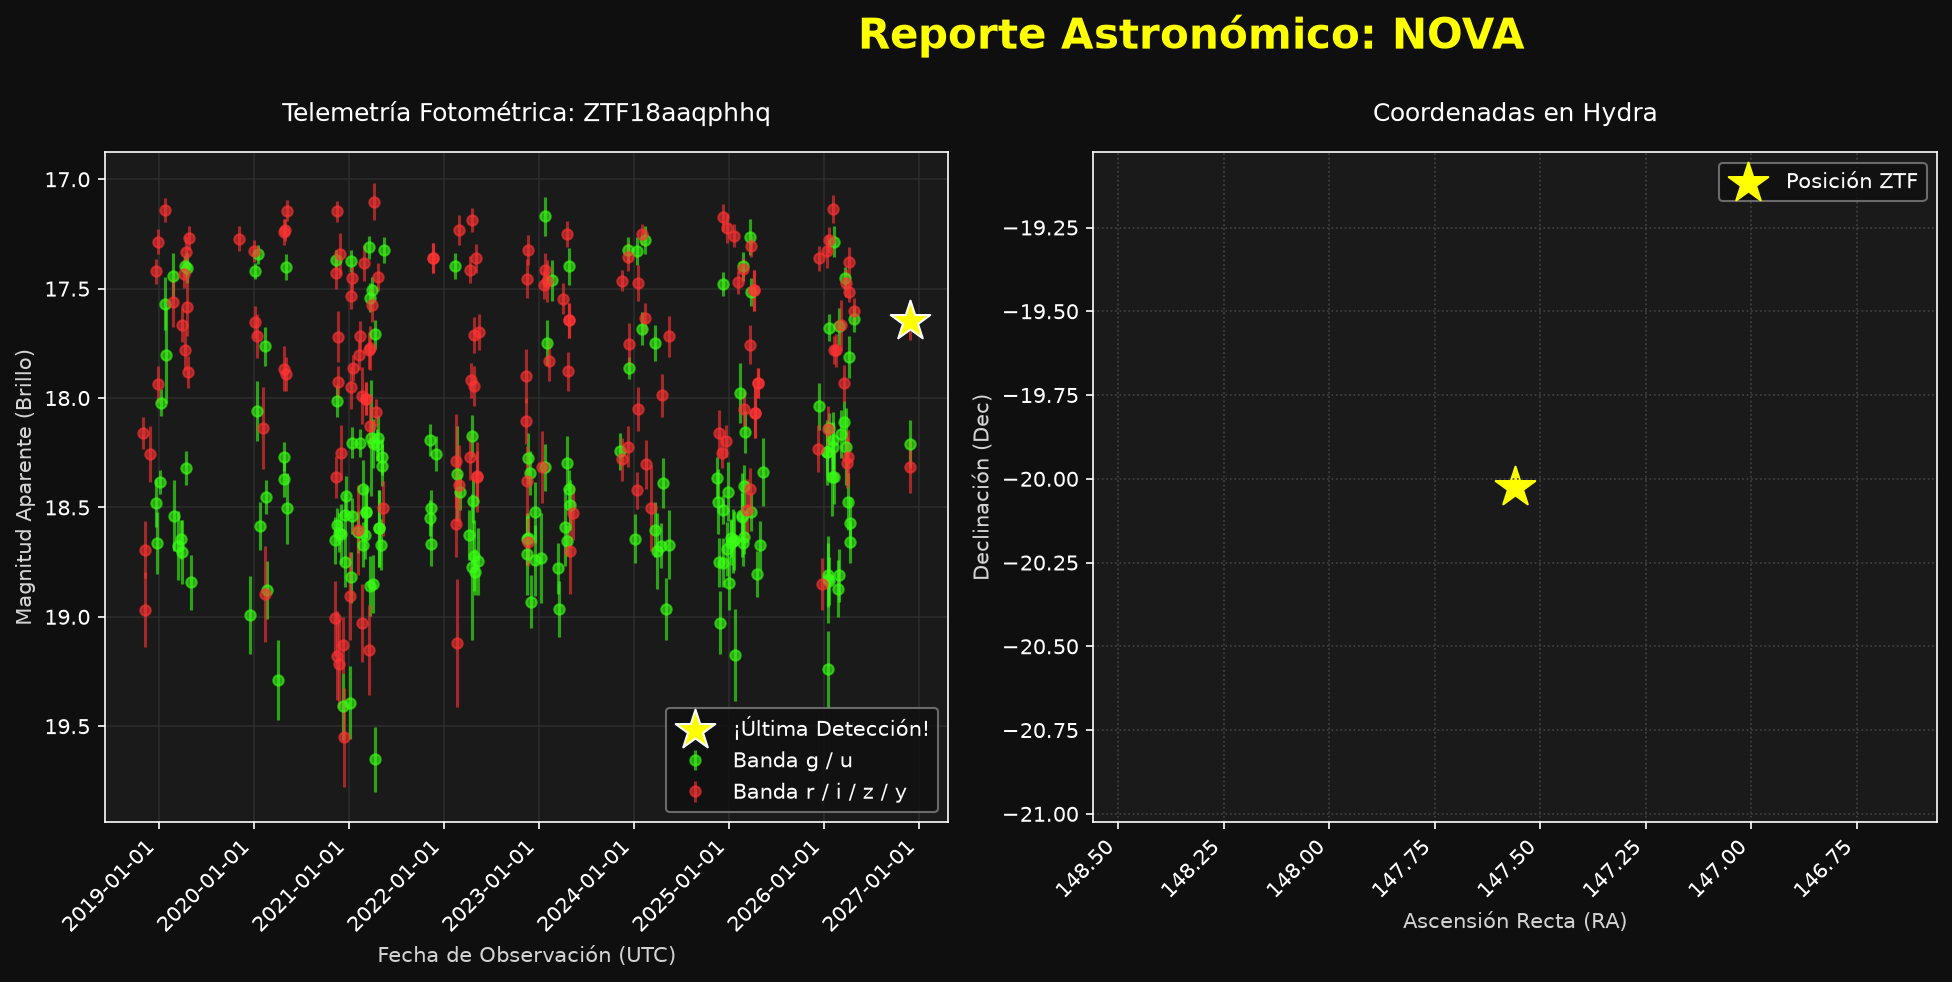 Reporte Astronómico: NOVA
Telemetría Fotométrica: ZTF18aaqphhq
Magnitud Aparente (Brillo)
17.0
17.5
18.0
18.5
19.0
19.5
¡Última Detección!
Banda g / u
Banda r / i / z / y
2019-01-01
2020-01-01
2021-01-01
2022-01-01
2023-01-01
2024-01-01
2025-01-01
2026-01-01
2027-01-01
Fecha de Observación (UTC)
Coordenadas en Hydra
Posición ZTF
Declinación (Dec)
−19.25
−19.50
−19.75
−20.00
−20.25
−20.50
−20.75
−21.00
148.50
148.25
148.00
147.75
147.50
147.25
147.00
146.75
Ascensión Recta (RA)